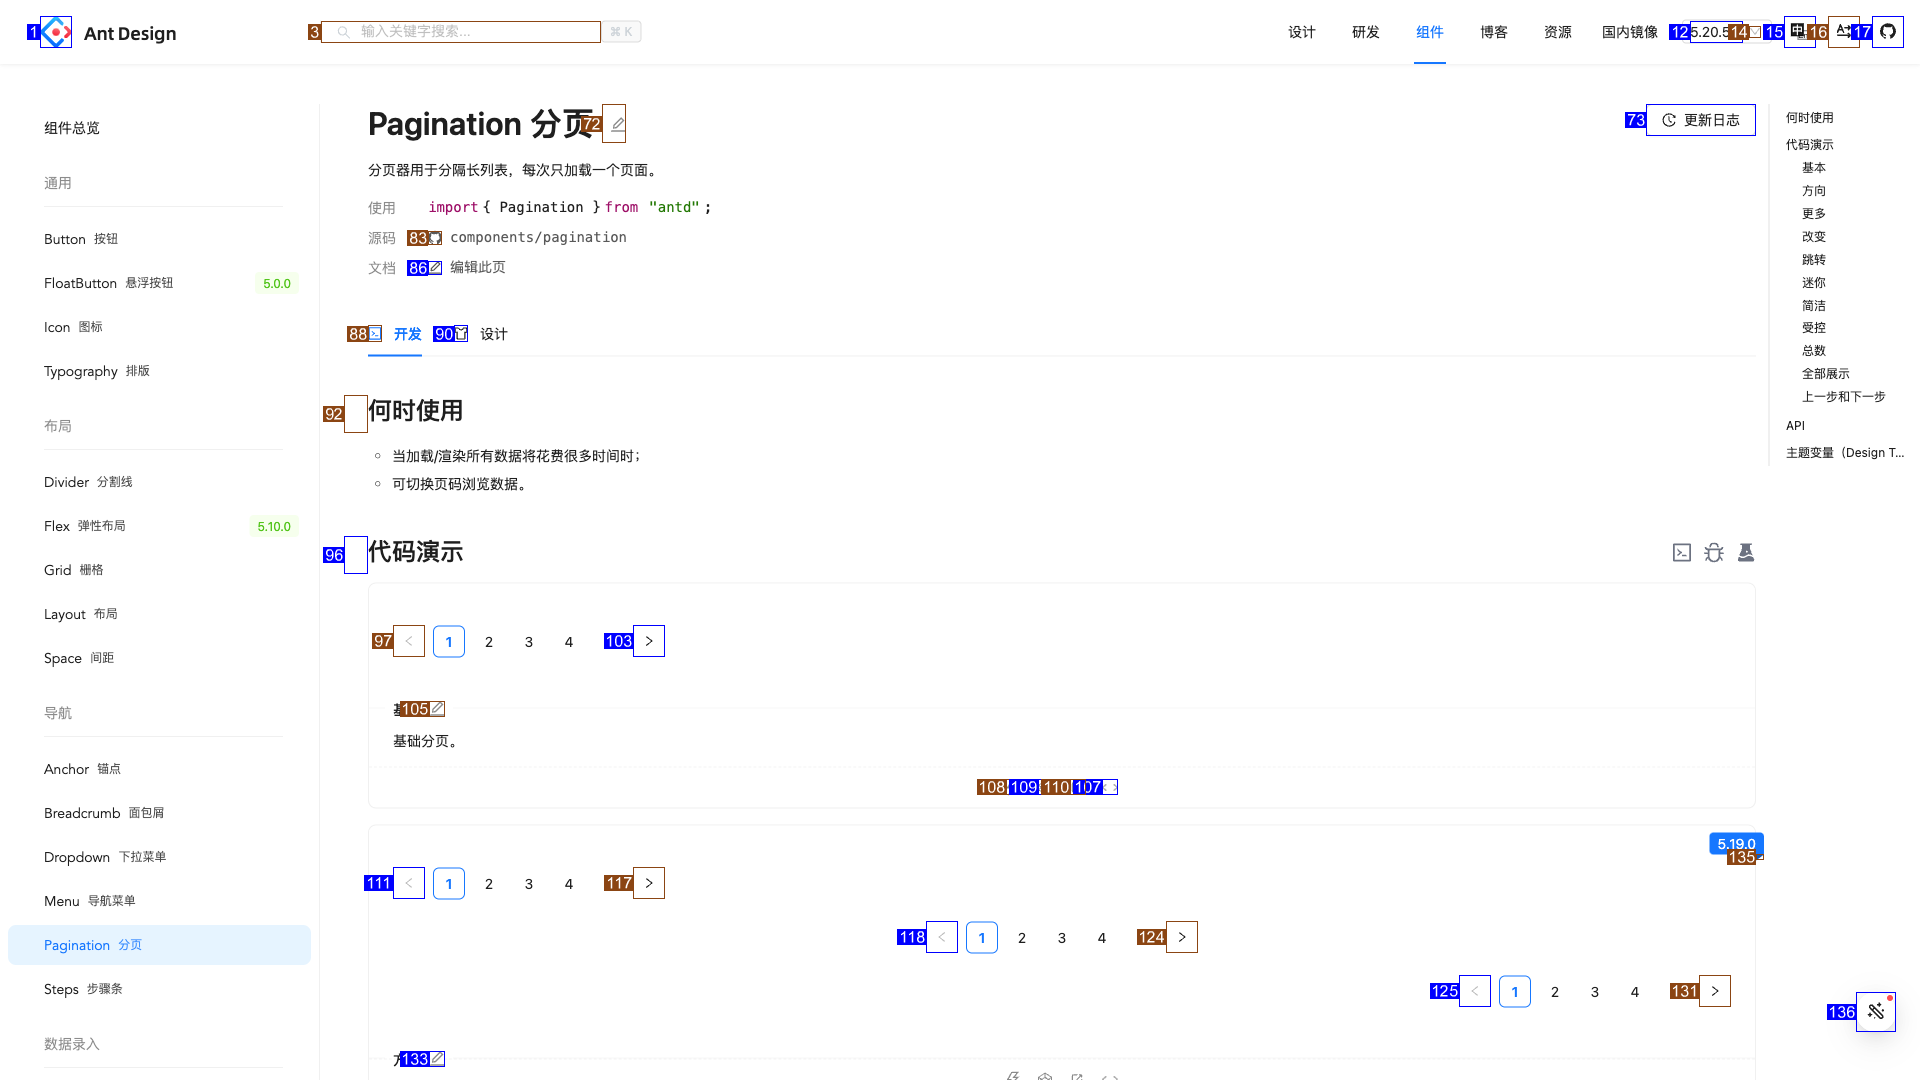 1
Ant Design
3
输入关键字搜索...
⌘ K
设计
研发
组件
博客
资源
国内镜像
12
5.20.5
14
15
中
16
17
组件总览
通用
Button 按钮
FloatButton 悬浮按钮
5.0.0
Icon 图标
Typography 排版
布局
Divider 分割线
Flex 弹性布局
5.10.0
Grid 栅格
Layout 布局
Space 间距
导航
Anchor 锚点
Breadcrumb 面包屑
Dropdown 下拉菜单
Menu 导航菜单
Pagination 分页
Steps 步骤条
数据录入
Pagination 分页
72
73
更新日志
分页器用于分隔长列表，每次只加载一个页面。
使用 import { Pagination } from "antd";
源码 83 components/pagination
文档 86 编辑此页
88 开发 90 设计
92 何时使用
当加载/渲染所有数据将花费很多时间时；
可切换页码浏览数据。
96 代码演示
97 < 1 2 3 4 103 >
105
基础分页。
108 109 110 107
5.19.0
135
111 < 1 2 3 4 117 >
118 < 1 2 3 4 124 >
125 < 1 2 3 4 131 >
133
136
何时使用
代码演示
基本
方向
更多
改变
跳转
迷你
简洁
受控
总数
全部展示
上一步和下一步
API
主题变量（Design T...